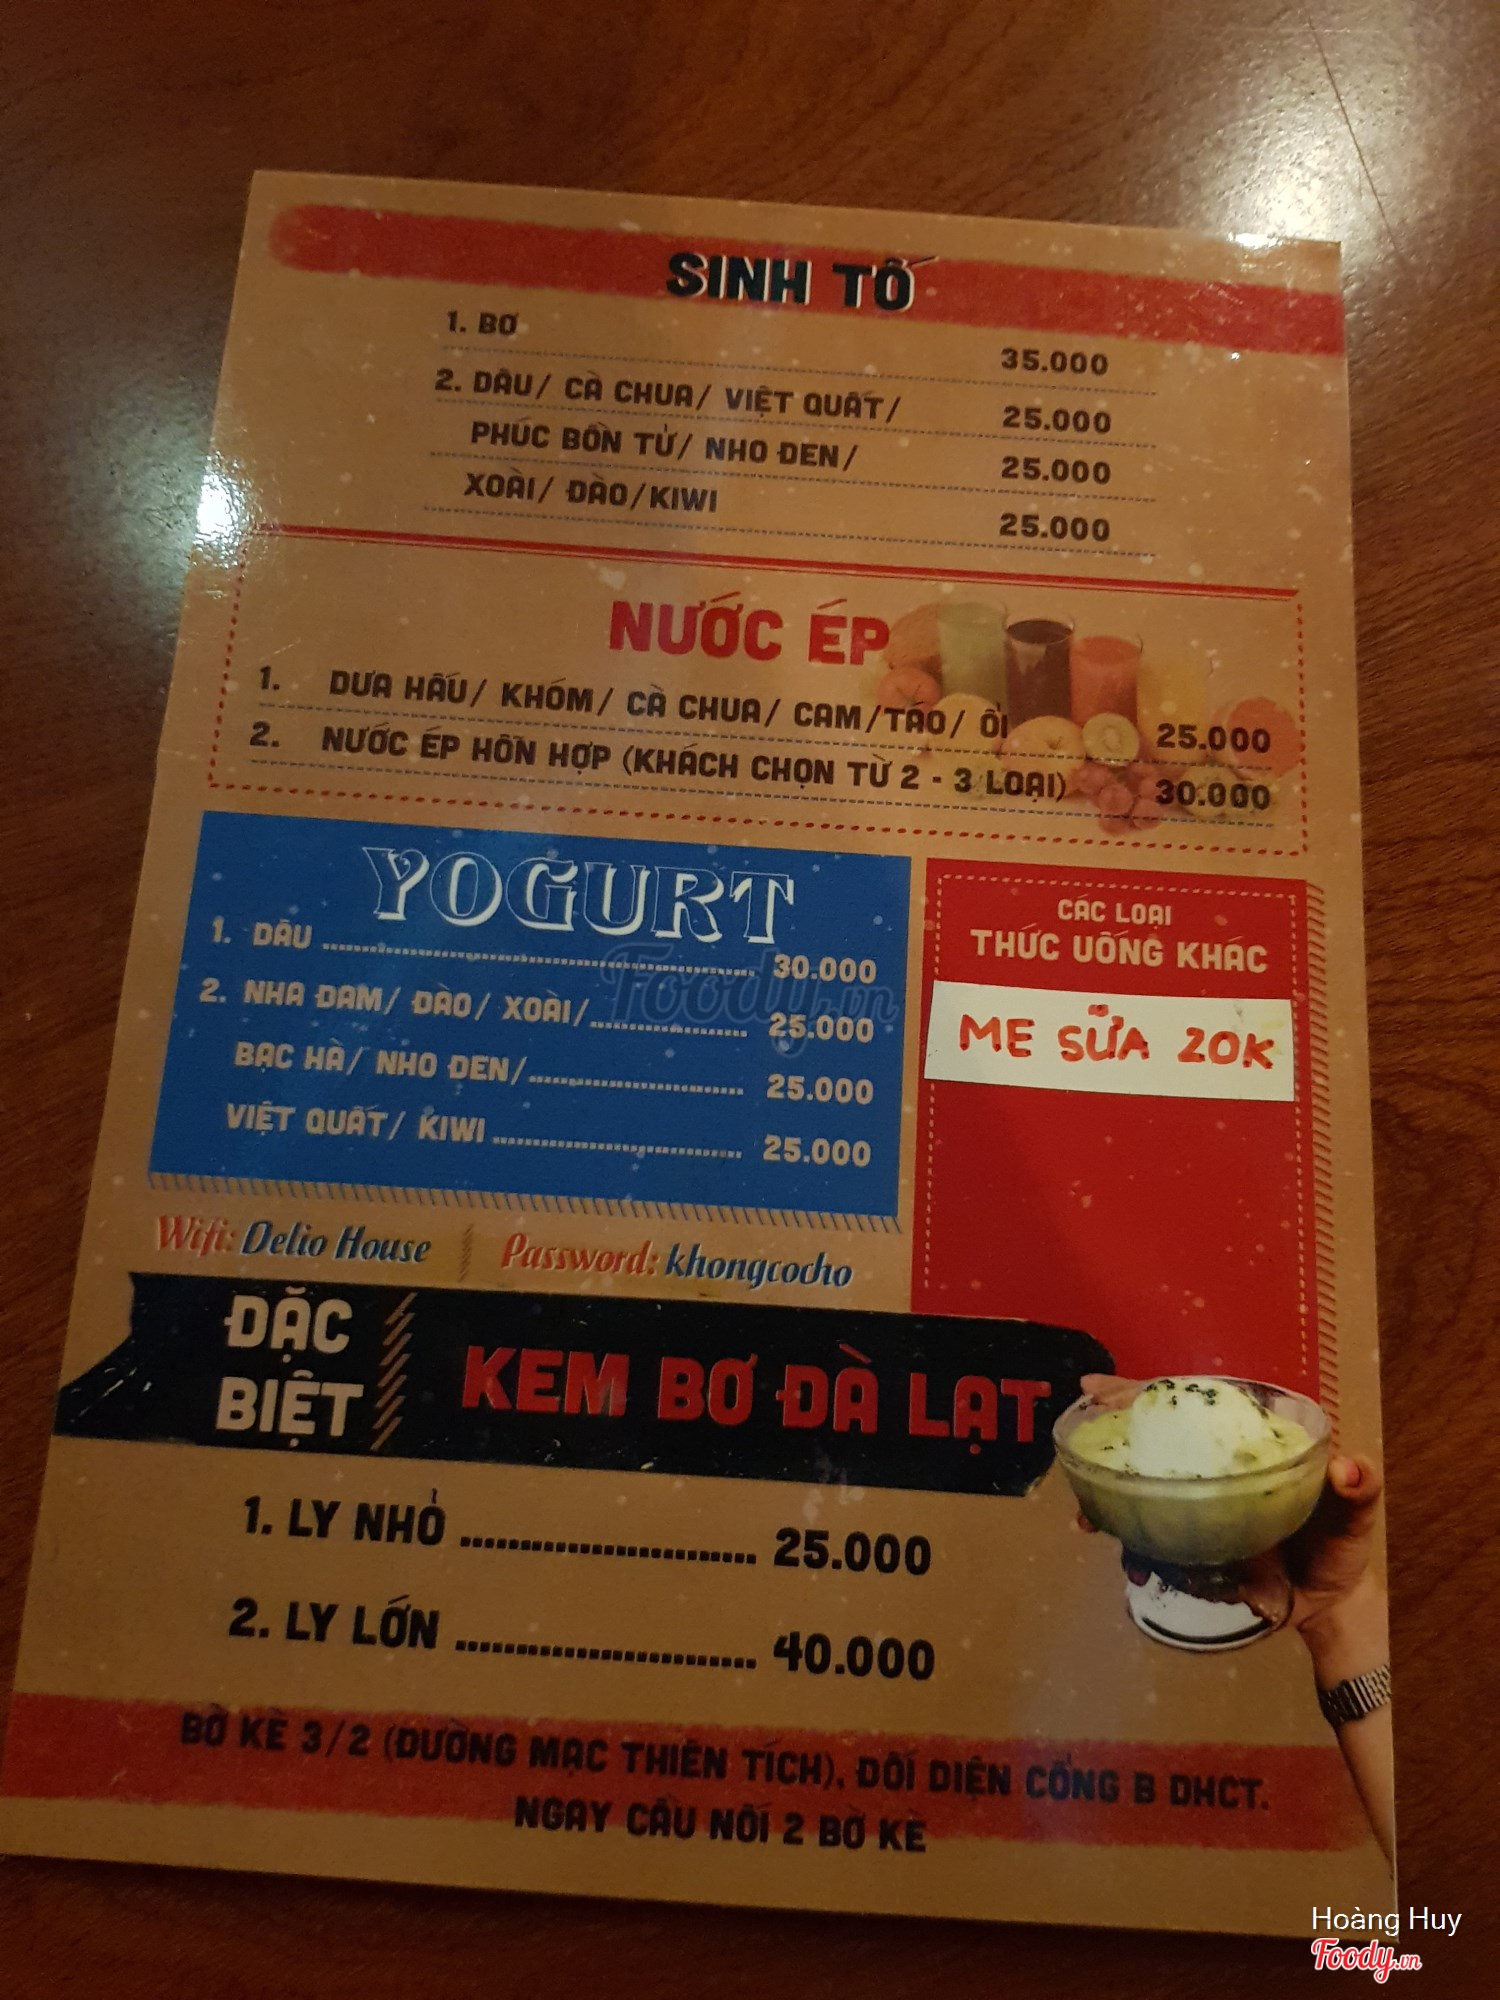 SINH TỐ
1. BƠ 35.000
2. DÂU/ CÀ CHUA/ VIỆT QUẤT/ 25.000
PHÚC BỒN TỬ/ NHO ĐEN/ 25.000
XOÀI/ ĐÀO/KIWI 25.000
NƯỚC ÉP
1. DƯA HẤU/ KHÓM/ CÀ CHUA/ CAM/TÁO/ ỔI 25.000
2. NƯỚC ÉP HỖN HỢP (KHÁCH CHỌN TỪ 2 - 3 LOẠI) 30.000
YOGURT
1. DÂU 30.000
2. NHA ĐAM/ ĐÀO/ XOÀI/ 25.000
BẠC HÀ/ NHO ĐEN/ 25.000
VIỆT QUẤT/ KIWI 25.000
Foody.vn
CÁC LOẠI
THỨC UỐNG KHÁC
ME SỮA 20K
Wifi: Delio House Password: khongcocho
ĐẶC
BIỆT
KEM BƠ ĐÀ LẠT
1. LY NHỎ 25.000
2. LY LỚN 40.000
BỜ KÈ 3/2 (ĐƯỜNG MẠC THIÊN TÍCH), ĐỐI DIỆN CỔNG B ĐHCT.
NGAY CẦU NỐI 2 BỜ KÈ
Hoàng Huy
Foody.vn